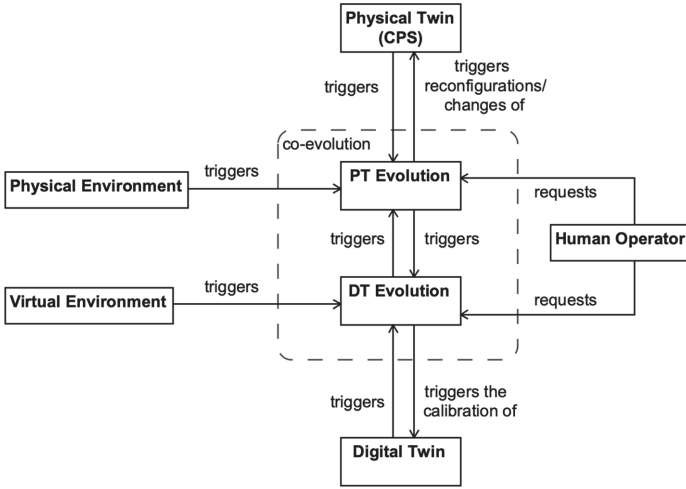 Physical Twin
(CPS)
triggers
triggers
reconfigurations/
changes of
co-evolution
triggers
Physical Environment
PT Evolution
requests
triggers
triggers
Human Operator
triggers
Virtual Environment
DT Evolution
requests
triggers
triggers the
calibration of
Digital Twin